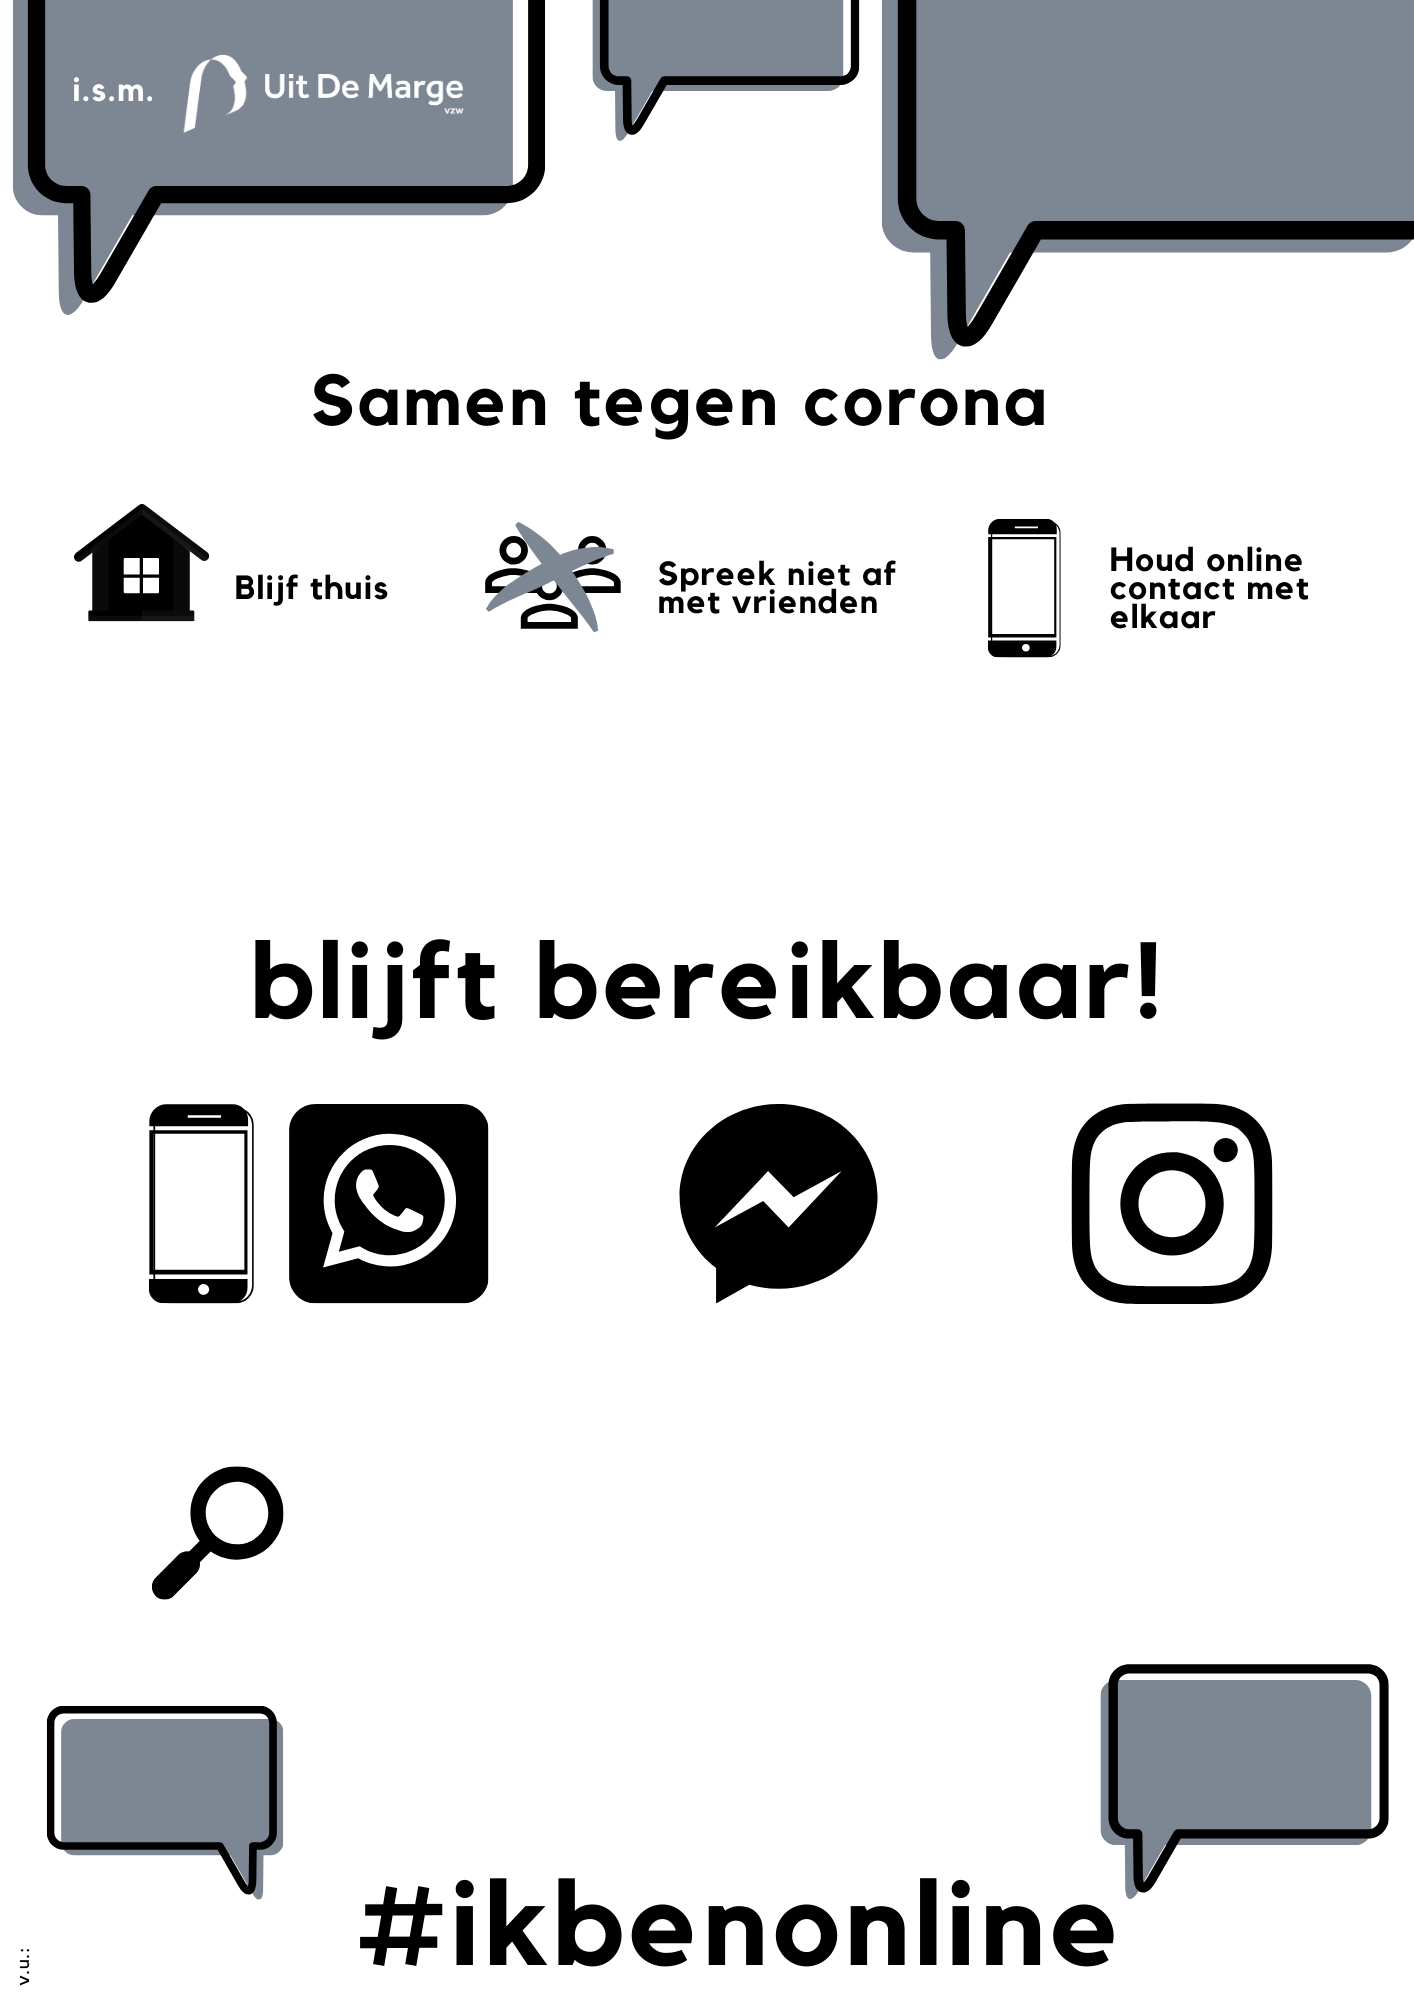 i.s.m.
Uit De Marge
vzw
Samen tegen corona
Blijf thuis
Spreek niet af
met vrienden
Houd online
contact met
elkaar
blijft bereikbaar!
#ikbenonline
v.u.: